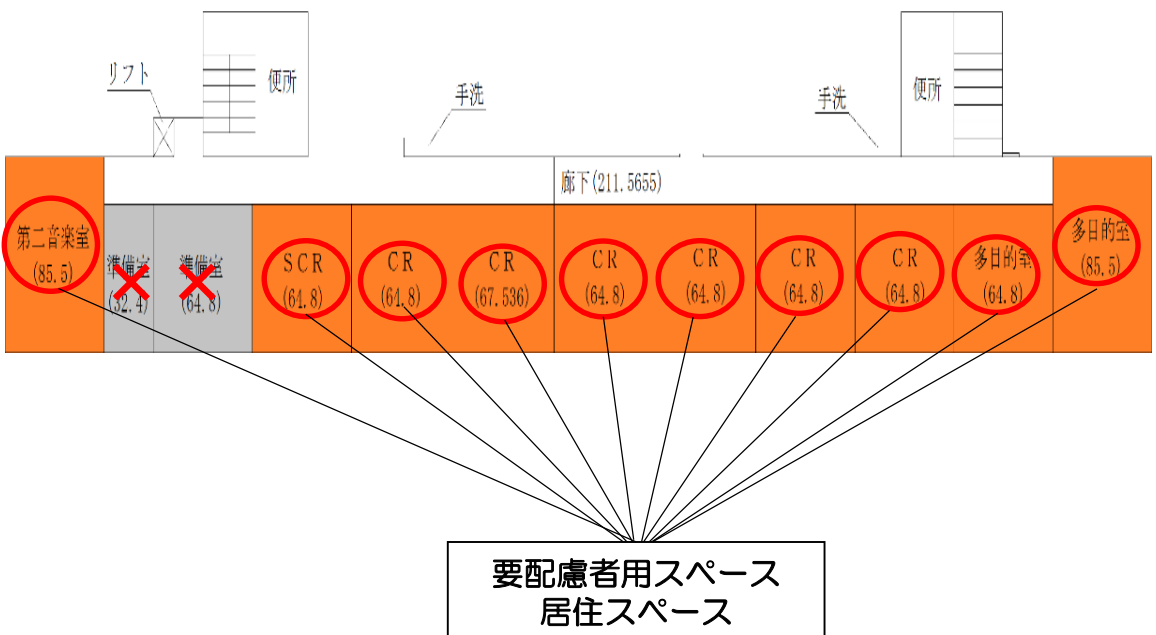 リフト
便所
手洗
手洗
便所
廊下(211.5655)
第二音楽室
(85.5)
準備室
(32.4)
準備室
(64.8)
SCR
(64.8)
CR
(64.8)
CR
(67.536)
CR
(64.8)
CR
(64.8)
CR
(64.8)
CR
(64.8)
多目的室
(64.8)
多目的室
(85.5)
要配慮者用スペース
居住スペース